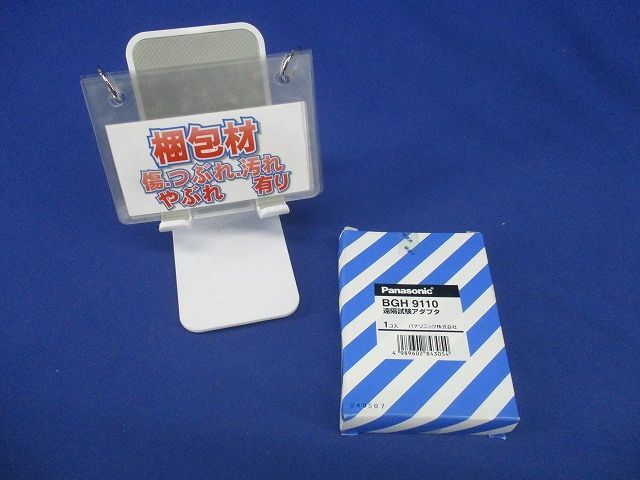 梱包材
傷・つぶれ・汚れ
やぶれ 有り
Panasonic
BGH 9110
遠隔試験アダプタ
1コ入 パナソニック株式会社
4 989602 843054
240507